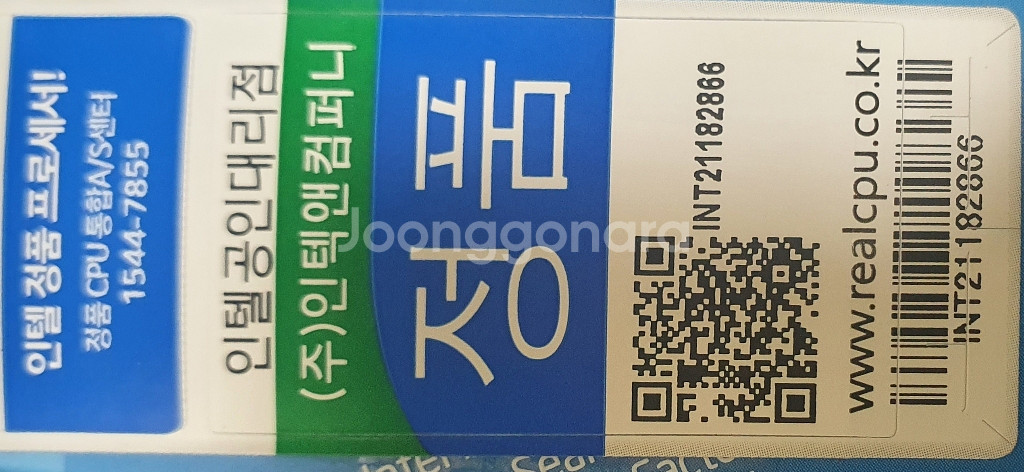 인텔 정품 프로세서!
정품 CPU 통합A/S센터
1544-7855
인텔 공인대리점
(주)인텍앤컴퍼니
정품
INT21182866
www.realcpu.co.kr
INT21182866
Joonggonara
intel